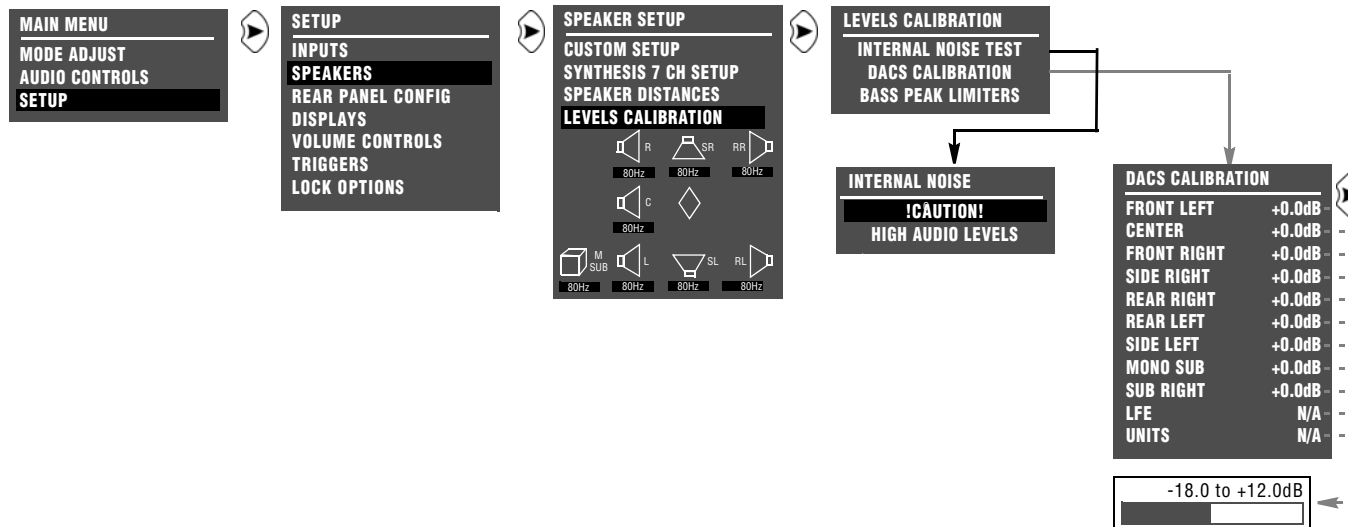 MAIN MENU
MODE ADJUST
AUDIO CONTROLS
SETUP
SETUP
INPUTS
SPEAKERS
REAR PANEL CONFIG
DISPLAYS
VOLUME CONTROLS
TRIGGERS
LOCK OPTIONS
SPEAKER SETUP
CUSTOM SETUP
SYNTHESIS 7 CH SETUP
SPEAKER DISTANCES
LEVELS CALIBRATION
R SR RR
80Hz 80Hz 80Hz
C
80Hz
M
SUB L SL RL
80Hz 80Hz 80Hz 80Hz
LEVELS CALIBRATION
INTERNAL NOISE TEST
DACS CALIBRATION
BASS PEAK LIMITERS
INTERNAL NOISE
!CAUTION!
HIGH AUDIO LEVELS
DACS CALIBRATION
FRONT LEFT +0.0dB
CENTER +0.0dB
FRONT RIGHT +0.0dB
SIDE RIGHT +0.0dB
REAR RIGHT +0.0dB
REAR LEFT +0.0dB
SIDE LEFT +0.0dB
MONO SUB +0.0dB
SUB RIGHT +0.0dB
LFE N/A
UNITS N/A
-18.0 to +12.0dB